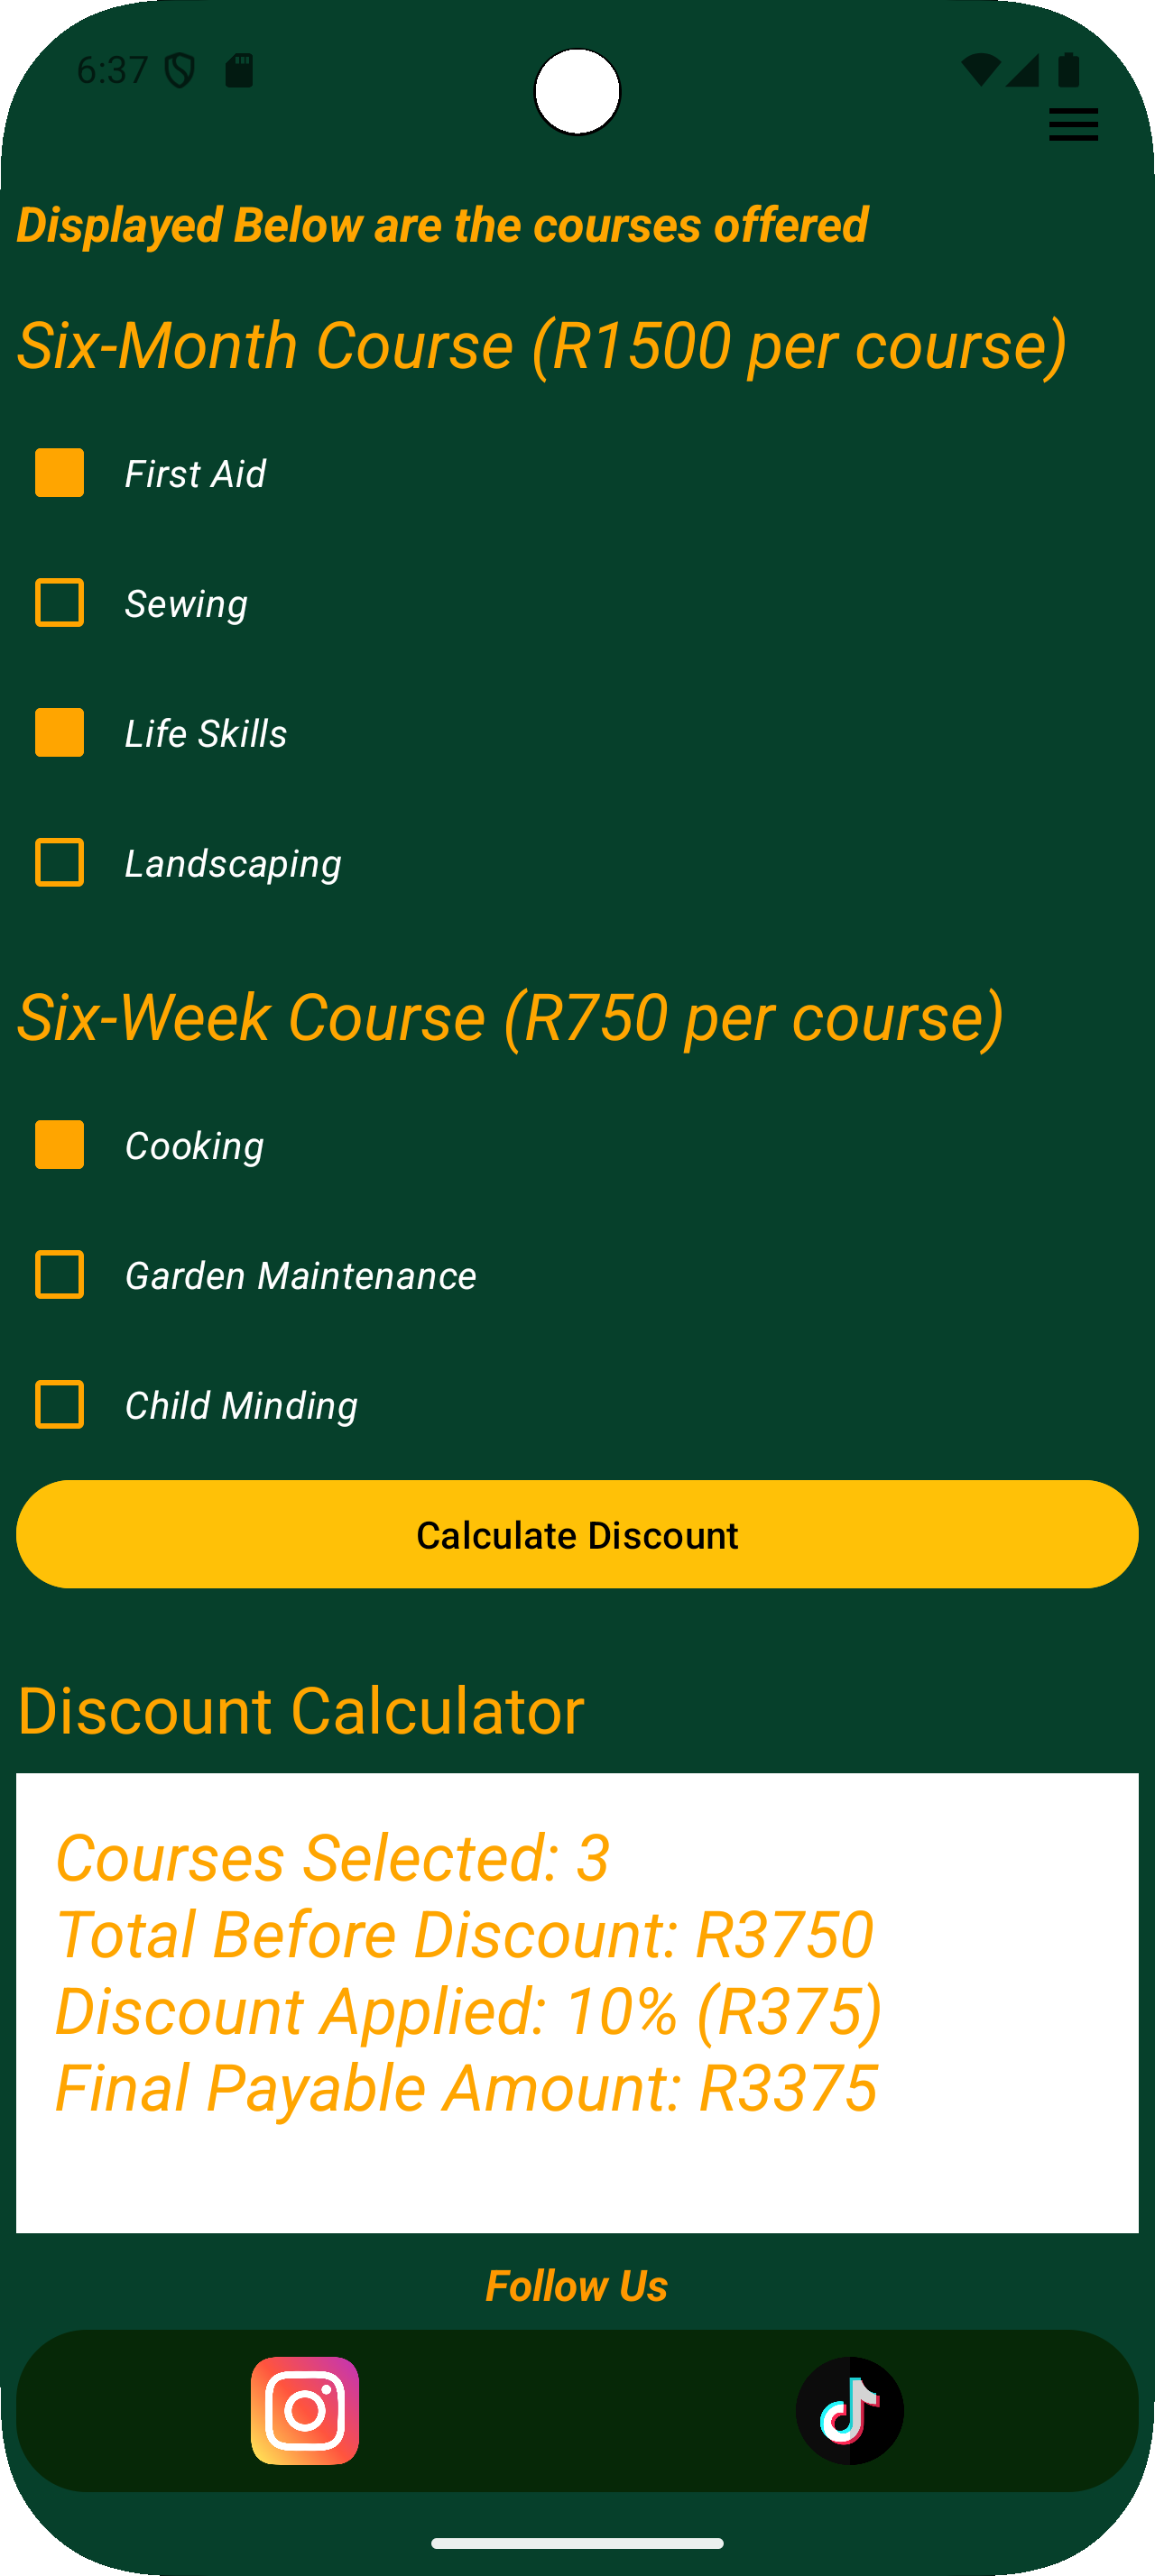 6:37
Displayed Below are the courses offered
Six-Month Course (R1500 per course)
First Aid
Sewing
Life Skills
Landscaping
Six-Week Course (R750 per course)
Cooking
Garden Maintenance
Child Minding
Calculate Discount
Discount Calculator
Courses Selected: 3
Total Before Discount: R3750
Discount Applied: 10% (R375)
Final Payable Amount: R3375
Follow Us